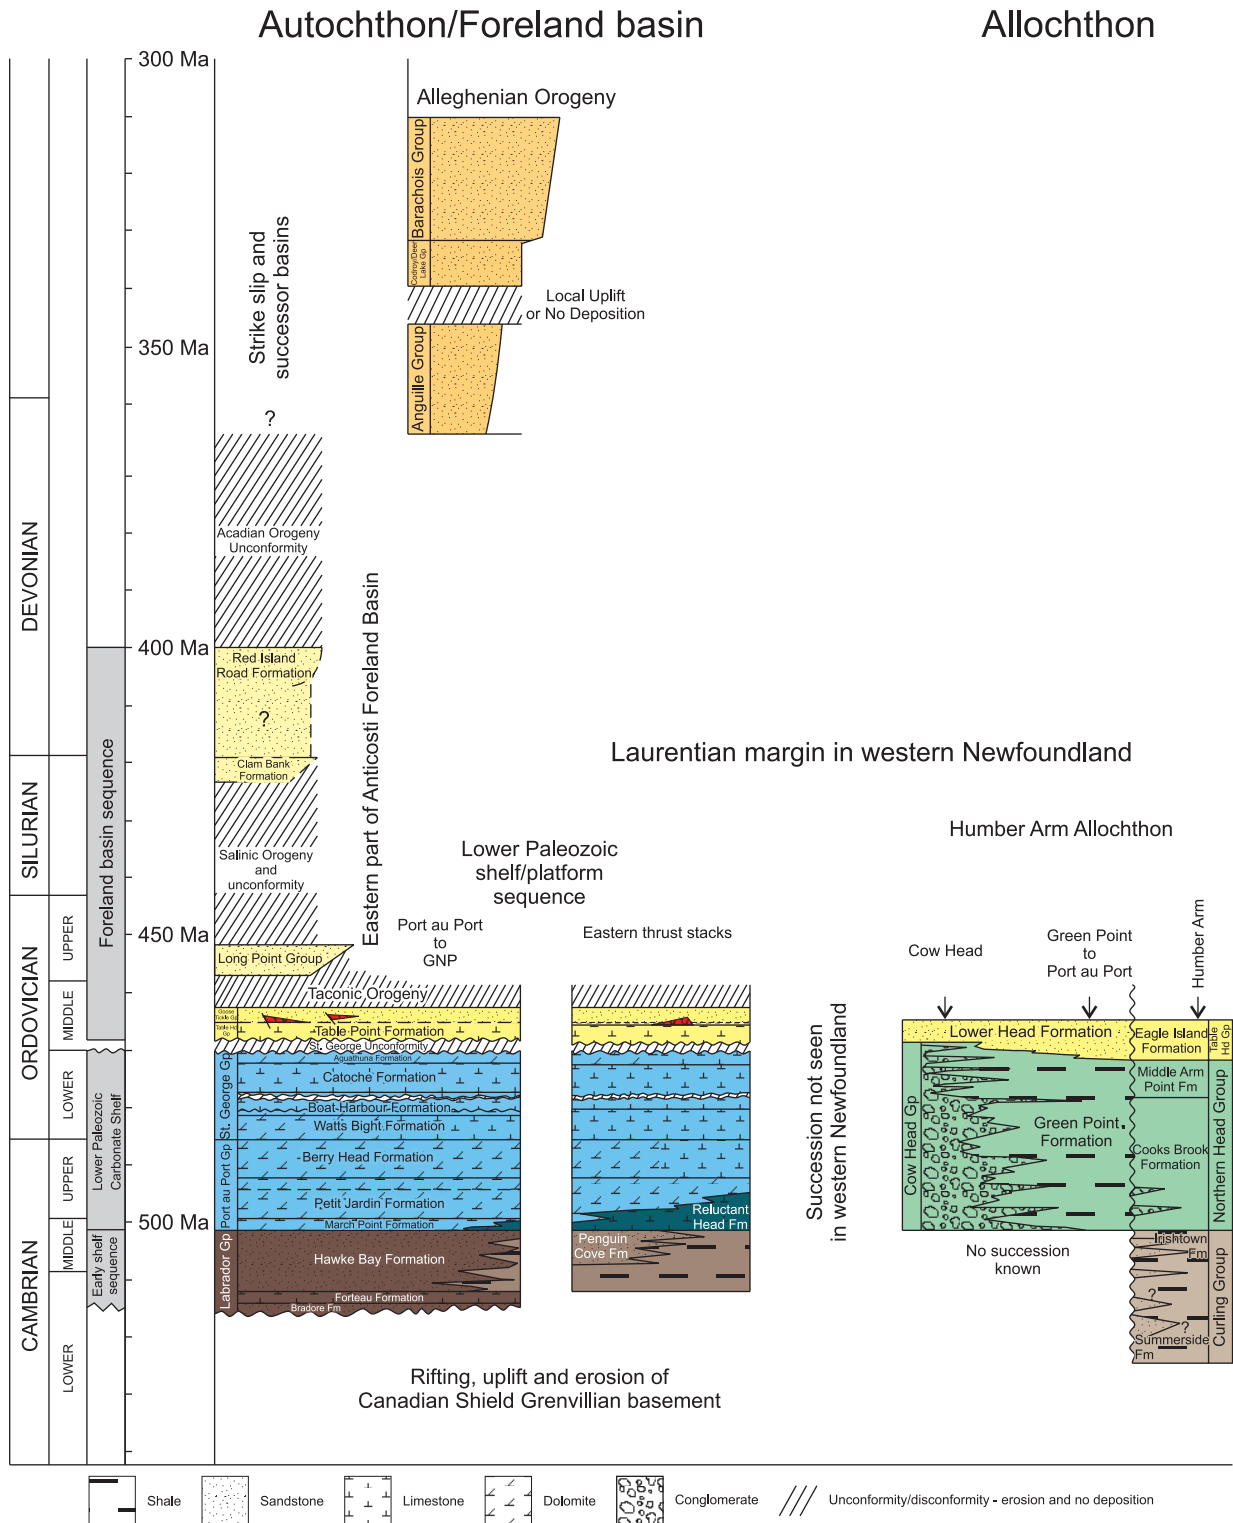 Autochthon/Foreland basin
Allochthon
300 Ma
350 Ma
400 Ma
450 Ma
500 Ma
DEVONIAN
SILURIAN
ORDOVICIAN
CAMBRIAN
UPPER
MIDDLE
LOWER
UPPER
MIDDLE
LOWER
Foreland basin sequence
Lower Paleozoic
Carbonate Shelf
Early shelf
sequence
Strike slip and
successor basins
?
Alleghenian Orogeny
Barachois Group
Codroy/Deer
Lake Gp
Local Uplift
or No Deposition
Anguille Group
Acadian Orogeny
Unconformity
Red Island
Road Formation
?
Clam Bank
Formation
Salinic Orogeny
and
unconformity
Eastern part of Anticosti Foreland Basin
Long Point Group
Taconic Orogeny
Laurentian margin in western Newfoundland
Lower Paleozoic
shelf/platform
sequence
Port au Port
to
GNP
Eastern thrust stacks
Goose
Tickle Gp
Table Hd
Gp
Table Point Formation
St. George Unconformity
St. George Gp
Aguathuna Formation
Catoche Formation
Boat Harbour Formation
Watts Bight Formation
Port au Port Gp
Berry Head Formation
Petit Jardin Formation
March Point Formation
Labrador Gp
Hawke Bay Formation
Forteau Formation
Bradore Fm
Reluctant
Head Fm
Penguin
Cove Fm
Rifting, uplift and erosion of
Canadian Shield Grenvillian basement
Succession not seen
in western Newfoundland
Humber Arm Allochthon
Cow Head
Green Point
to
Port au Port
Humber Arm
Lower Head Formation
Eagle Island
Formation
Table
Hd Gp
Cow Head Gp
Green Point
Formation
Middle Arm
Point Fm
Cooks Brook
Formation
Northern Head Group
No succession
known
Irishtown
Fm
?
?
Summerside
Fm
Curling Group
Shale
Sandstone
Limestone
Dolomite
Conglomerate
Unconformity/disconformity - erosion and no deposition